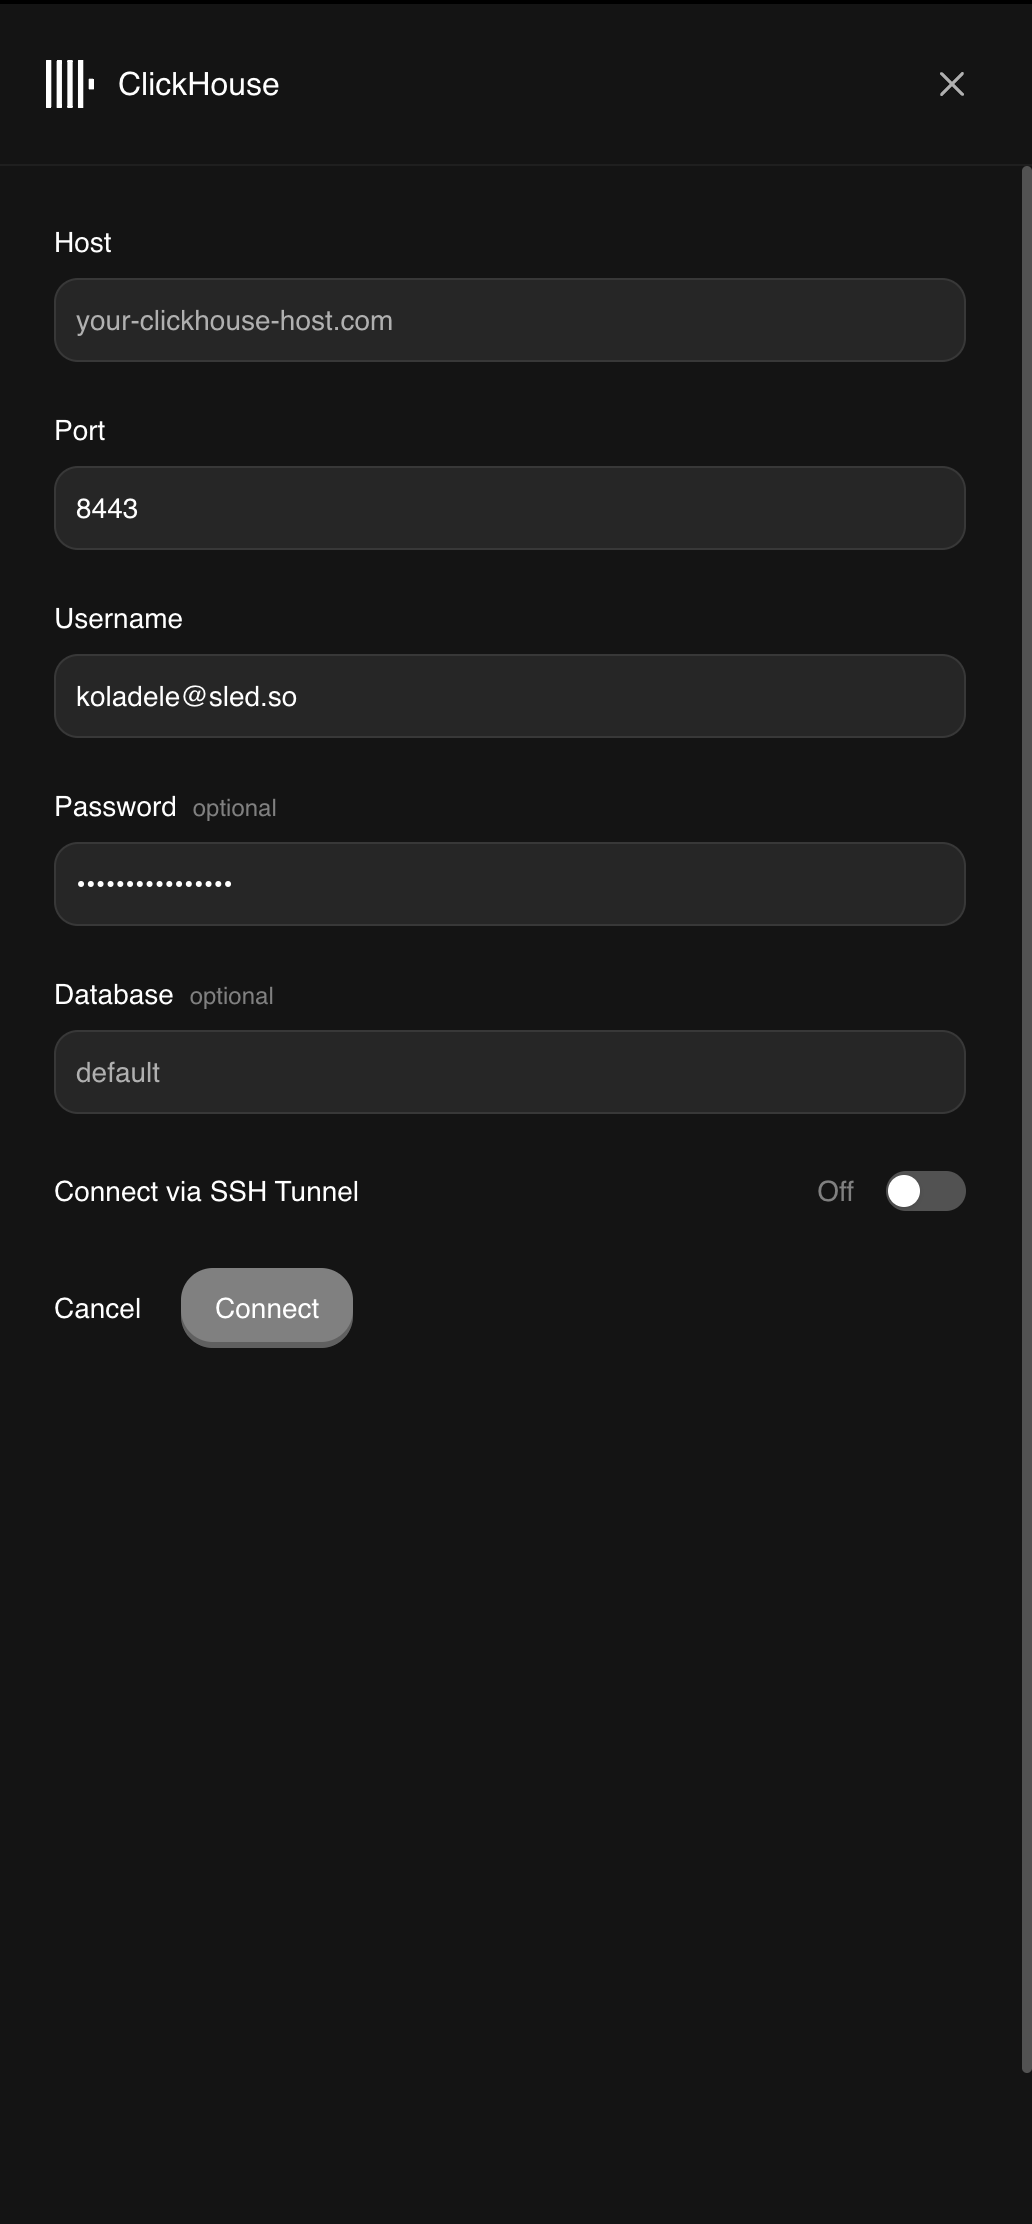 ClickHouse
Host
your-clickhouse-host.com
Port
8443
Username
koladele@sled.so
Password optional
••••••••••••••••
Database optional
default
Connect via SSH Tunnel Off
Cancel Connect